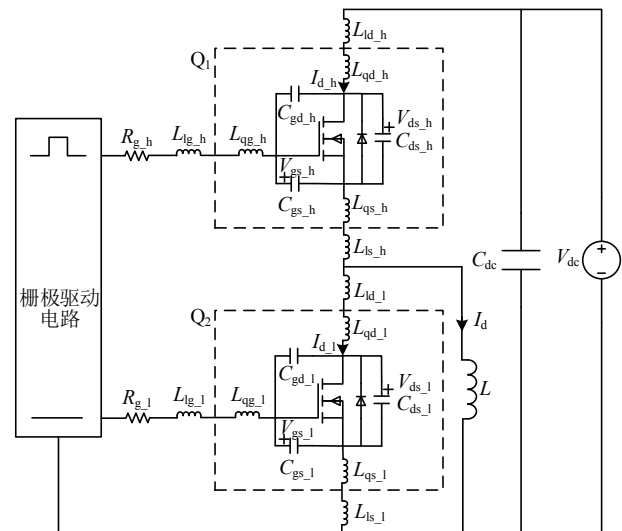 L_ld_h
Q_1
L_qd_h
I_d_h
C_gd_h
V_ds_h
C_ds_h
R_g_h
L_lg_h
L_qg_h
V_gs_h
C_gs_h
L_qs_h
L_ls_h
C_dc
V_dc
栅极驱动
电路
L_ld_l
Q_2
L_qd_l
I_d_l
I_d
C_gd_l
V_ds_l
C_ds_l
L
R_g_l
L_lg_l
L_qg_l
V_gs_l
C_gs_l
L_qs_l
L_ls_l